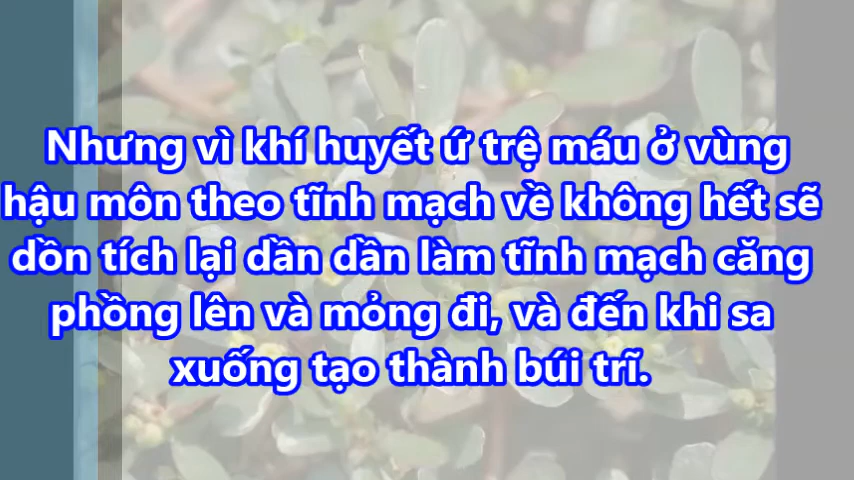 Nhưng vì khí huyết ứ trệ máu ở vùng
hậu môn theo tĩnh mạch về không hết sẽ
dồn tích lại dần dần làm tĩnh mạch căng
phồng lên và mỏng đi, và đến khi sa
xuống tạo thành búi trĩ.